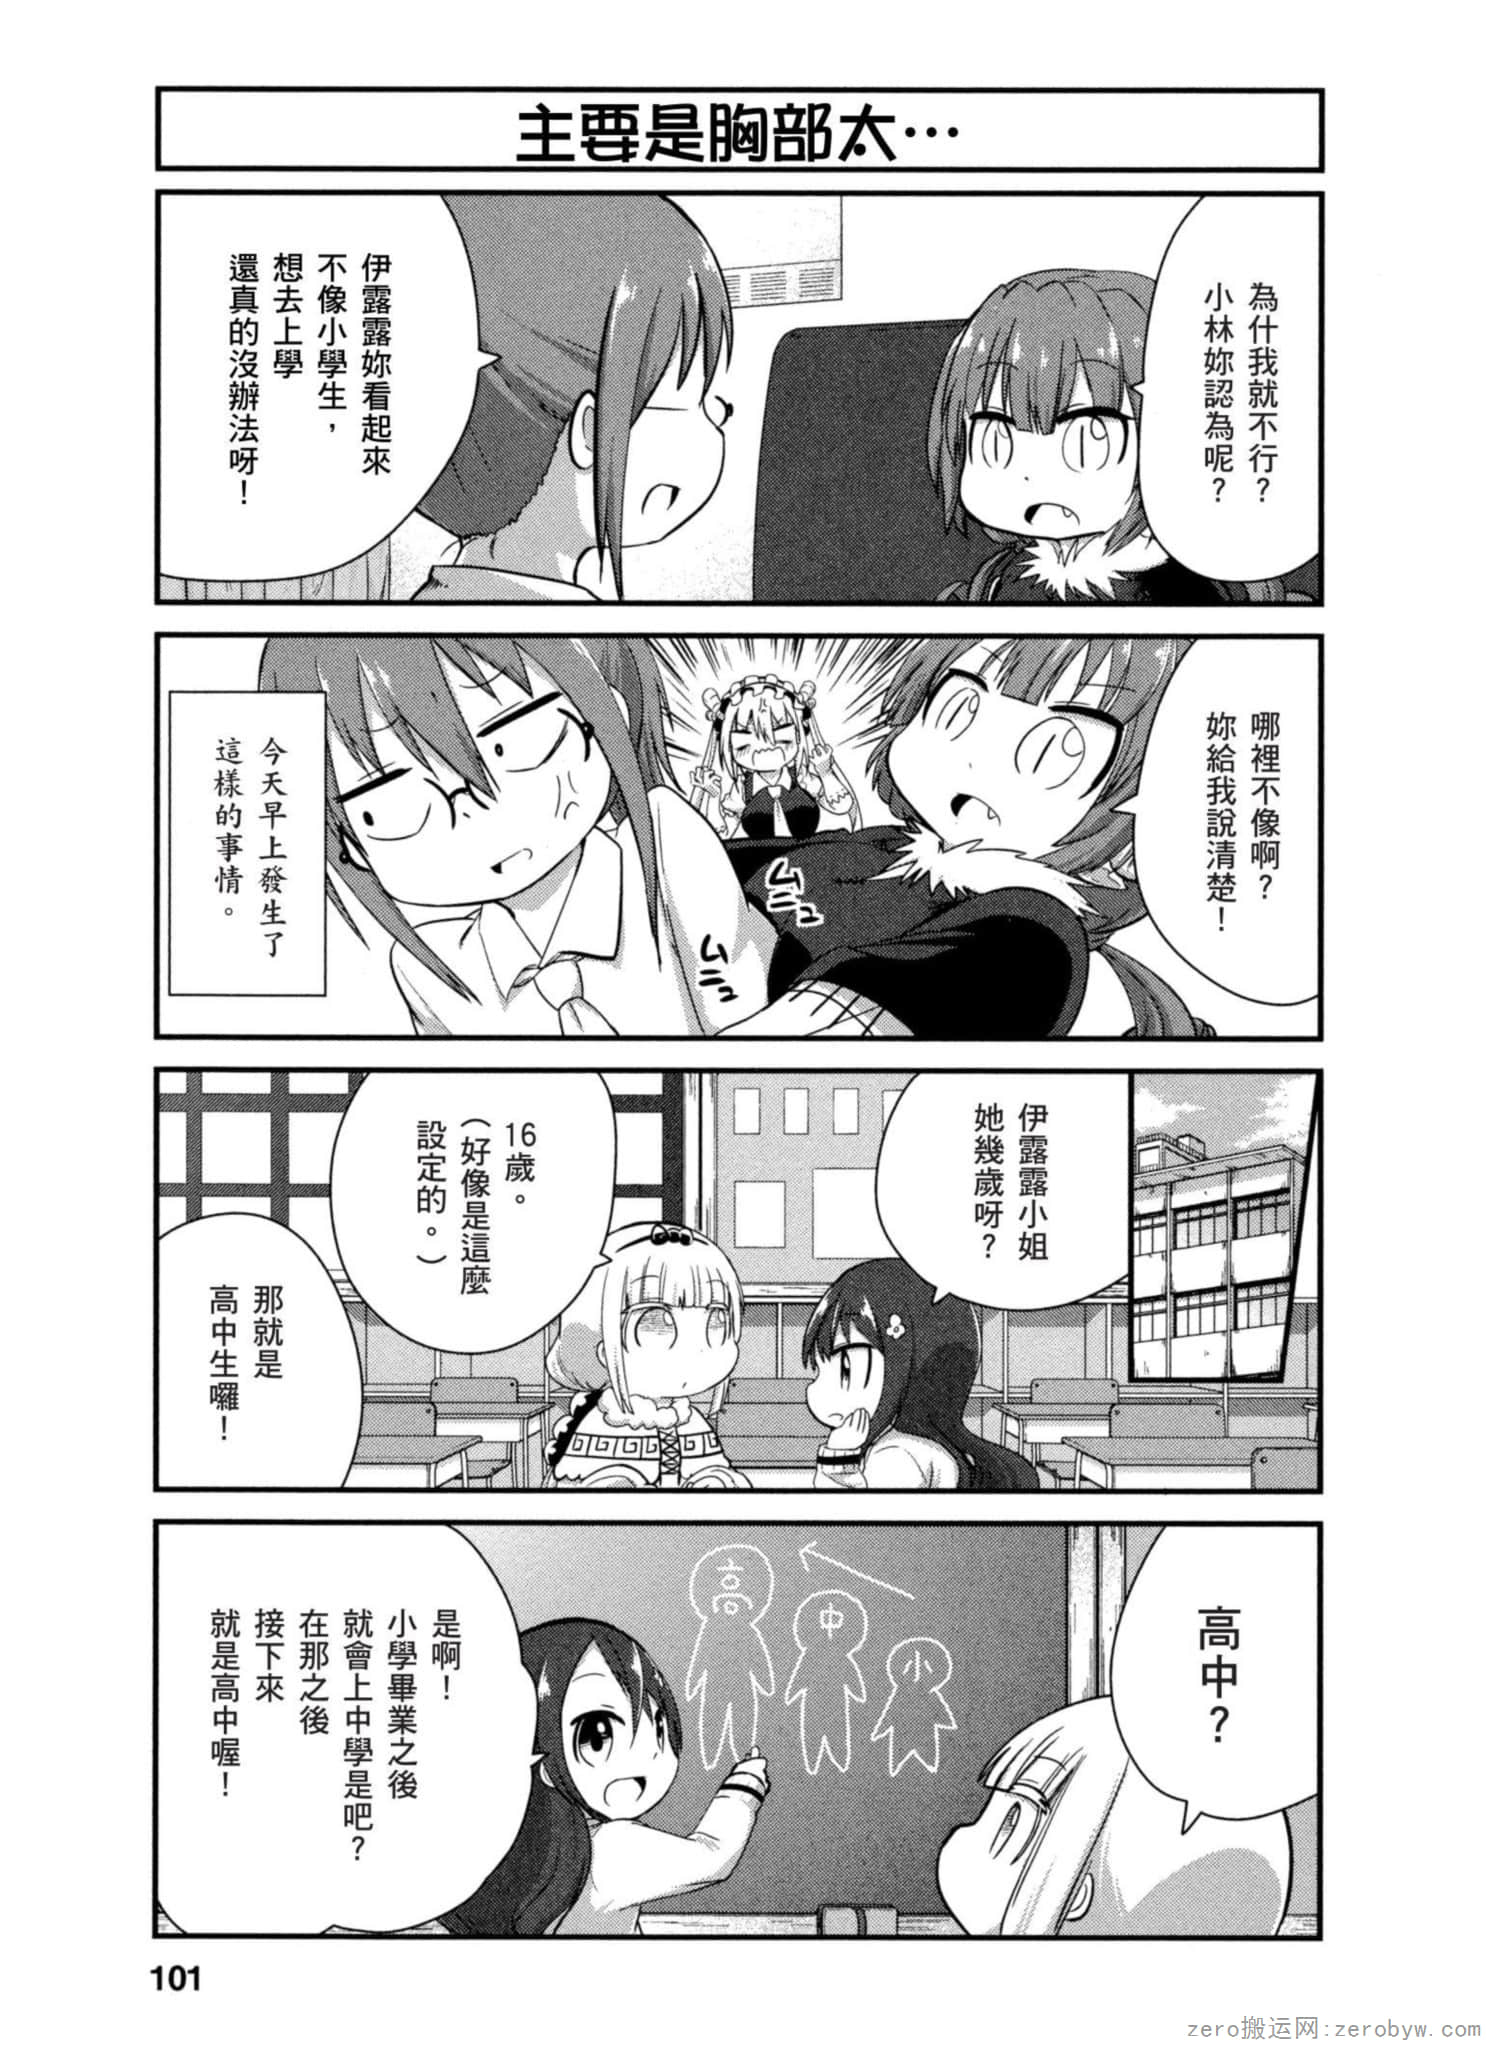 主要是胸部太…
為什我就不行？
小林妳認為呢？
伊露露妳看起來
不像小學生，
想去上學
還真的沒辦法呀！
哪裡不像啊？
妳給我說清楚！
ムニュ
ムニュ
今天早上發生了
這樣的事情。
伊露露小姐
她幾歲呀？
16歲。
（好像是這麼
設定的。）
那就是
高中生囉！
高中？
小
中
高
是啊！
小學畢業之後
就會上中學是吧？
在那之後
接下來
就是高中喔！
101
zero搬运网:zerobyw.com